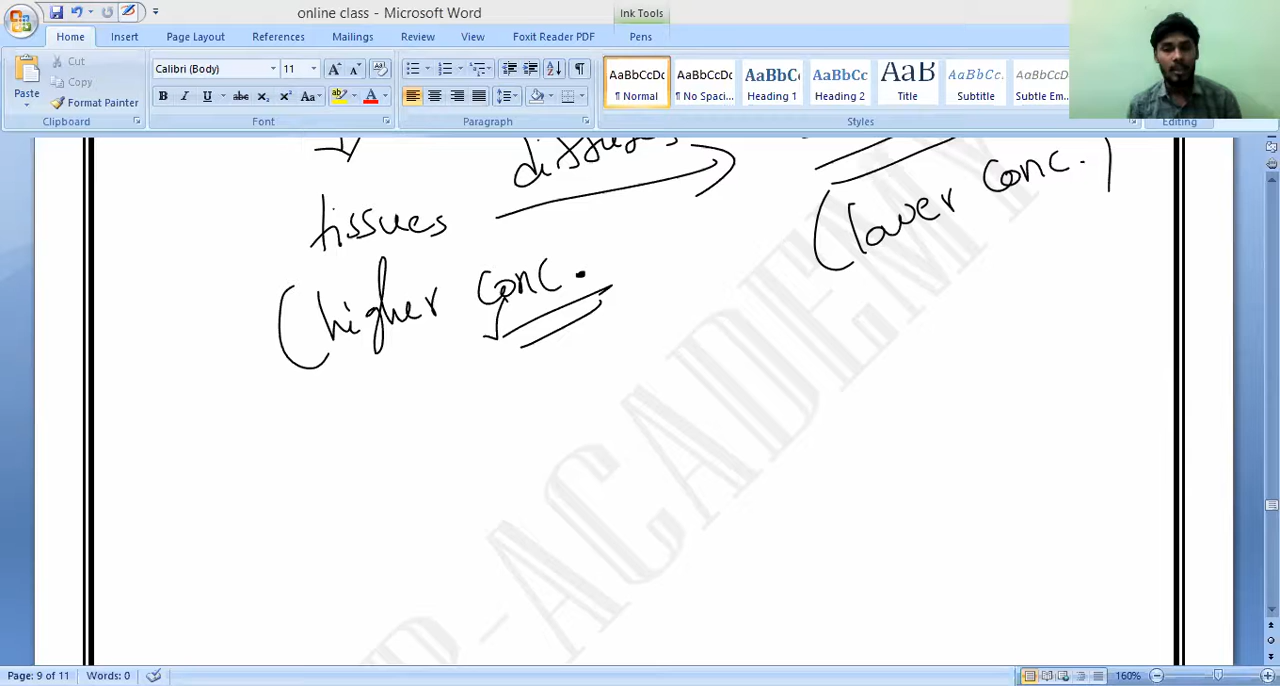 online class - Microsoft Word
Ink Tools
Home Insert Page Layout References Mailings Review View Foxit Reader PDF Pens
Paste
Cut
Copy
Format Painter
Clipboard
Calibri (Body) 11
Font
Paragraph
AaBbCcDc AaBbCcDc AaBbC AaBbCc AaB AaBbCc. AaBbCcDc
¶ Normal ¶ No Spaci... Heading 1 Heading 2 Title Subtitle Subtle Em...
Styles
Editing
diffuses
tissues
(lower conc.)
(higher conc.
P-ACADEMY
Page: 9 of 11 Words: 0 160%